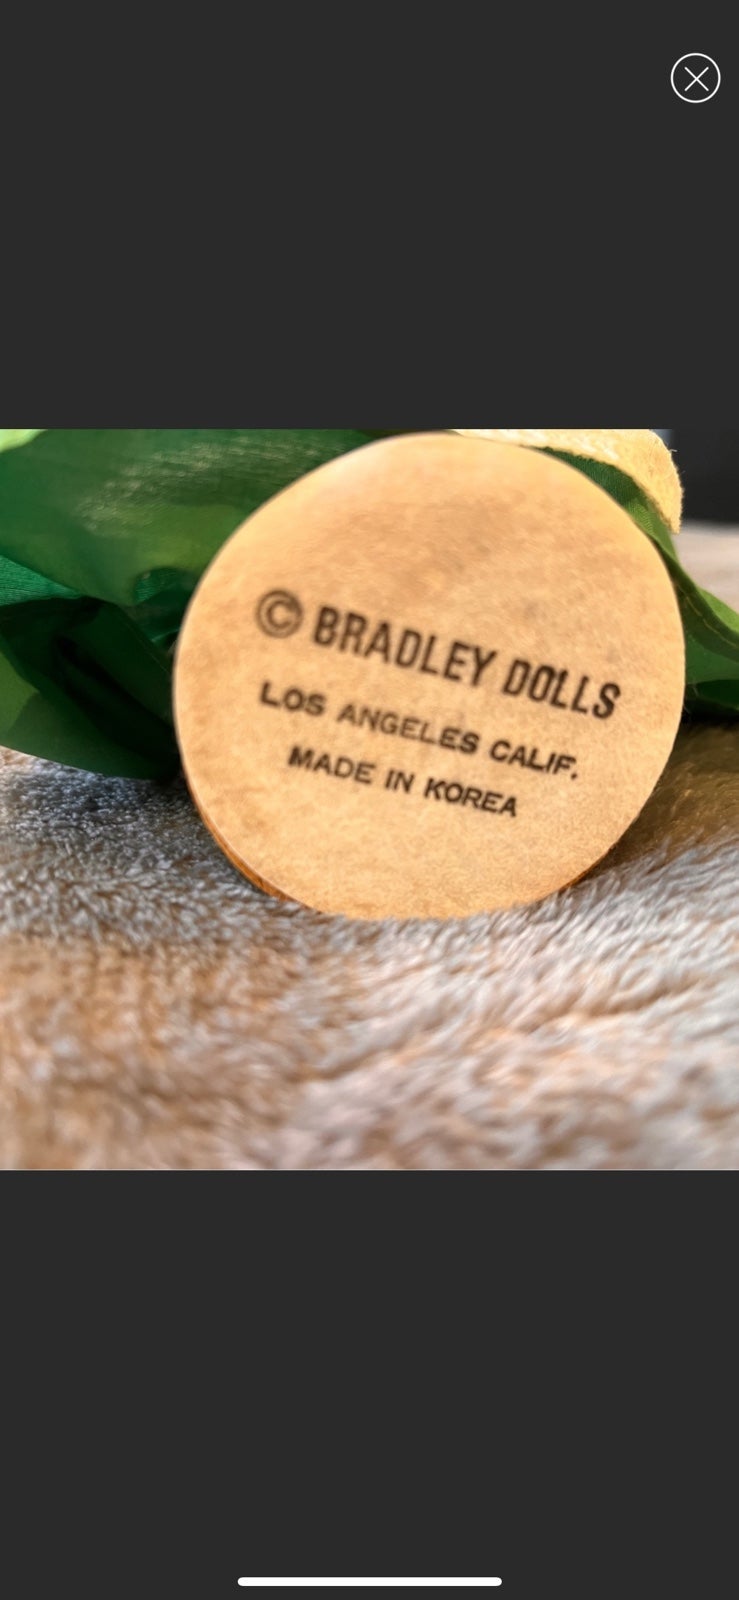 © BRADLEY DOLLS
LOS ANGELES CALIF.
MADE IN KOREA